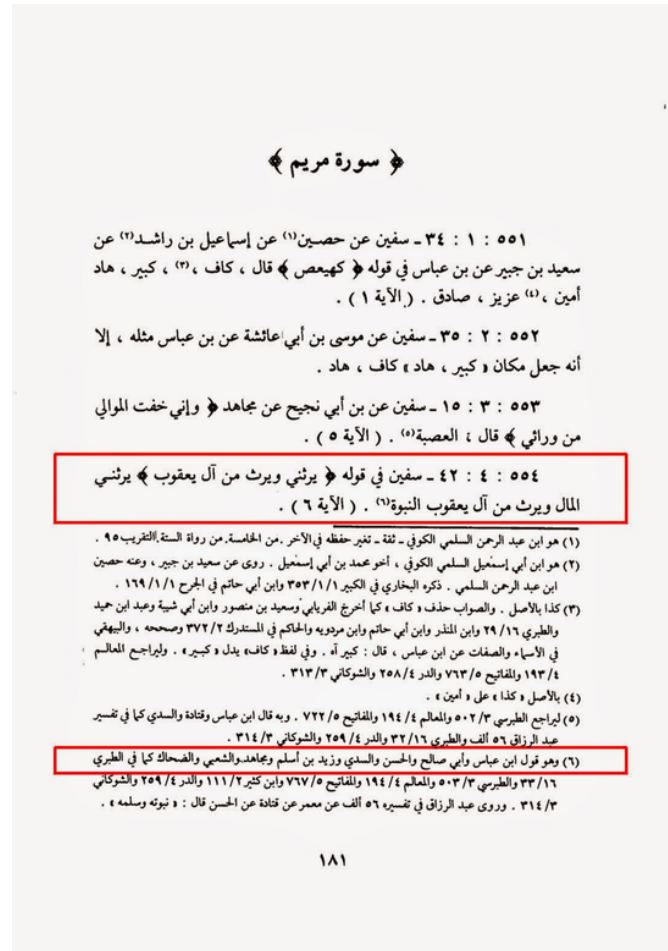 ﴿ سورة مريم ﴾
٥٥١ : ١ : ٣٤ ـ سفين عن حصـين(١) عن إسماعيل بن راشـد(٢) عن
سعيد بن جبير عن بن عباس في قوله ﴿ كهيعص ﴾ قال ، كاف ،(٣) ، كبير ، هاد
أمين ،(٤) عزيز ، صادق . ( الآية ١ ) .
٥٥٢ : ٢ : ٣٥ ـ سفين عن موسى بن أبي عائشة عن بن عباس مثله ، إلا
أنه جعل مكان « كبير ، هاد » كاف ، هاد .
٥٥٣ : ٣ : ١٥ ـ سفين عن بن أبي نجيح عن مجاهد ﴿ وإني خفت الموالي
من ورائي ﴾ قال ، العصبة(٥) . ( الآية ٥ ) .
٥٥٤ : ٤ : ٤٢ ـ سفين في قوله ﴿ يرثني ويرث من آل يعقوب ﴾ يرثنـي
المال ويرث من آل يعقوب النبوة(٦) . ( الآية ٦ ) .
(١) هو ابن عبد الرحمن السلمي الكوفي ـ ثقة ـ تغير حفظه في الآخر . من الخامسة . من رواة الستة . التقريب ٩٥ .
(٢) هو ابن أبي إسمعيل السلمي الكوفي ، أخو محمد بن أبي إسمعيل . روى عن سعيد بن جبير ، وعنه حصين
ابن عبد الرحمن السلمي . ذكره البخاري في الكبير ٣٥٣/١/١ وابن أبي حاتم في الجرح ١٦٩/١/١ .
(٣) كذا بالأصل . والصواب حذف « كاف » كما أخرج الفريابي وسعيد بن منصور وابن أبي شيبة وعبد ابن حميد
والطبري ٢٩/١٦ وابن المنذر وابن أبي حاتم وابن مردويه والحاكم في المستدرك ٣٧٢/٢ وصححه ، والبيهقي
في الأسماء والصفات عن ابن عباس ، قال : كبير آه . وفي لفظ « كاف » بدل « كبـير » . وليراجع المعالـم
١٩٣/٤ والمفاتيح ٧٦٣/٥ والدر ٢٥٨/٤ والشوكاني ٣١٣/٣ .
(٤) بالأصل « كذا » على « أمين » .
(٥) ليراجع الطبرسي ٥٠٢/٣ والمعالم ١٩٤/٤ والمفاتيح ٧٢٢/٥ . وبه قال ابن عباس وقتادة والسدي كما في تفسير
عبد الرزاق ٥٦ ألف والطبري ٣٢/١٦ والدر ٢٥٩/٤ والشوكاني ٣١٤/٣ .
(٦) وهو قول ابن عباس وأبي صالح والحسن والسدي وزيد بن أسلم ومجاهد والشعبي والضحاك كما في الطبري
٣٣/١٦ والطبرسي ٥٠٣/٣ والمعالم ١٩٤/٤ والمفاتيح ٧٦٧/٥ وابن كثير ١١١/٢ والدر ٢٥٩/٤ والشوكاني
٣١٤/٣ . وروى عبد الرزاق في تفسيره ٥٦ ألف عن معمر عن قتادة عن الحسن قال : « نبوته وسلمه » .
١٨١